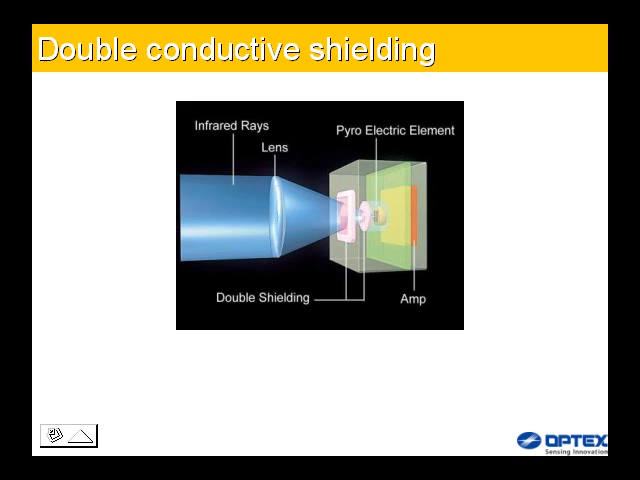 Double conductive shielding
Infrared Rays
Pyro Electric Element
Lens
Double Shielding
Amp
OPTEX
Sensing Innovation